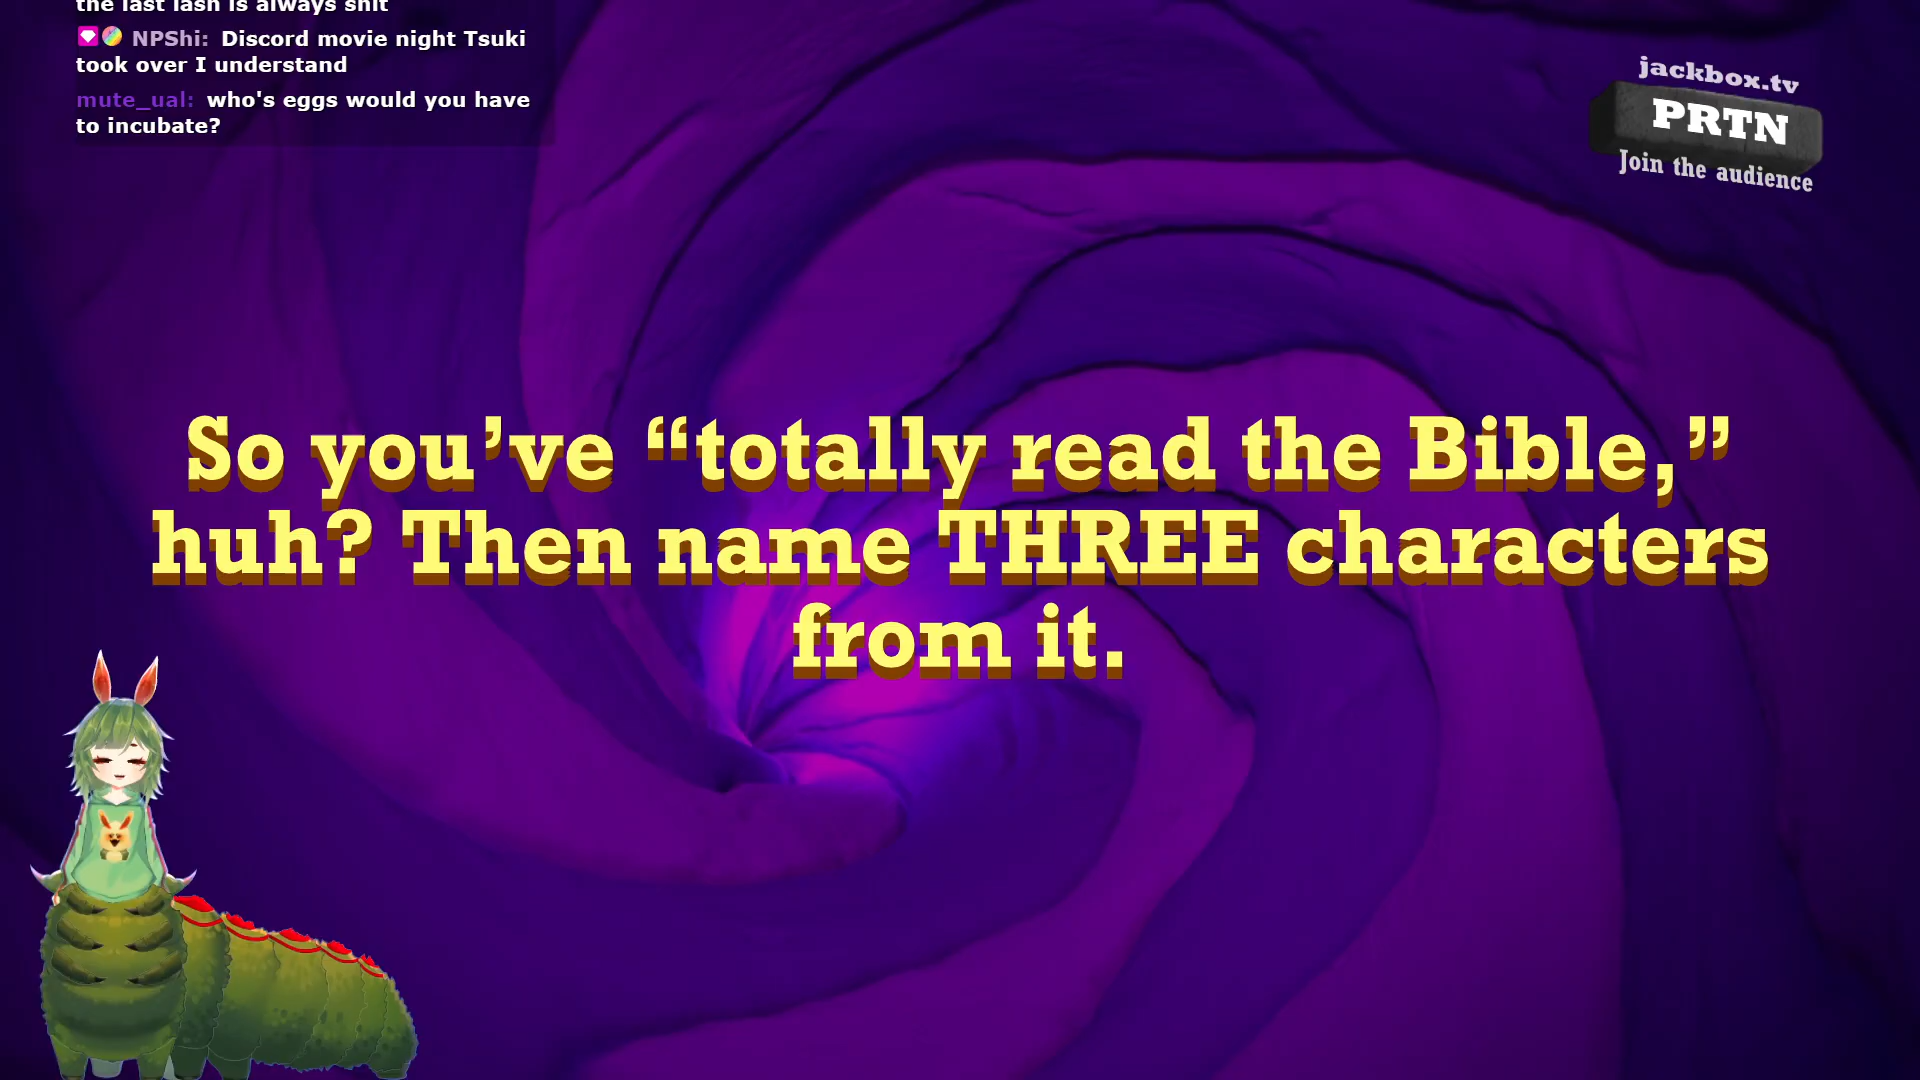 the last lash is always shit
NPShi: Discord movie night Tsuki
took over I understand
mute_ual: who's eggs would you have
to incubate?
jackbox.tv
PRTN
Join the audience
So you’ve “totally read the Bible,”
huh? Then name THREE characters
from it.